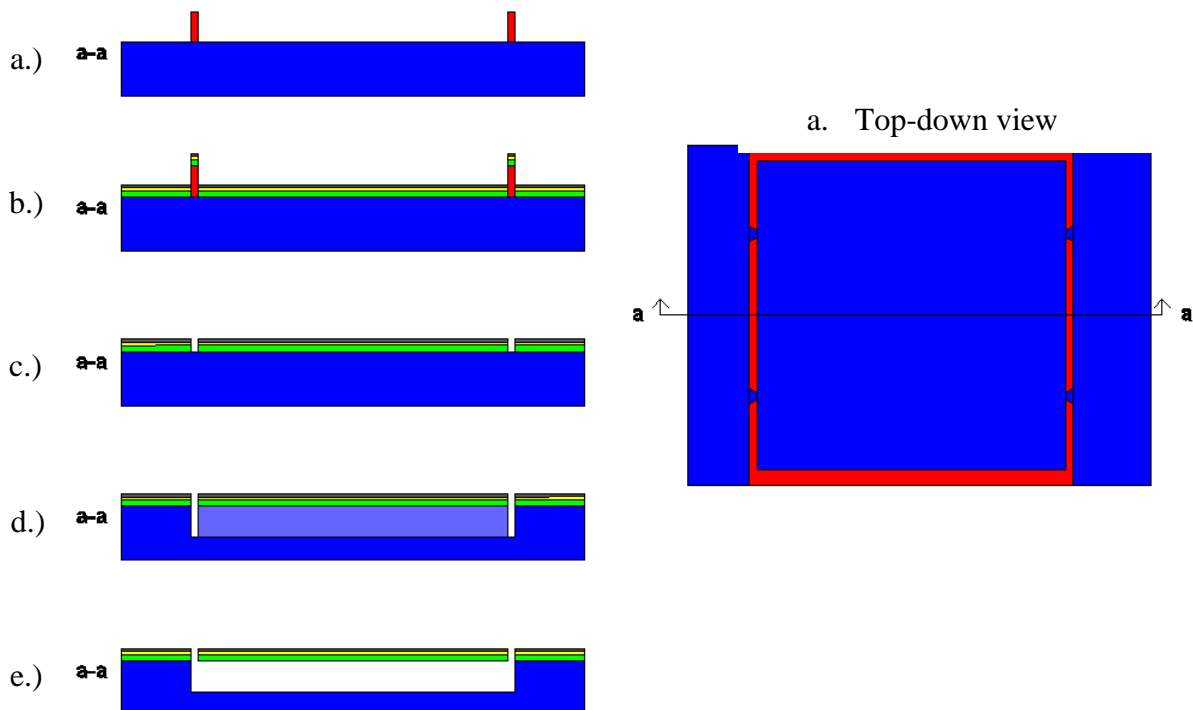 a.) a-a
b.) a-a
c.) a-a
d.) a-a
e.) a-a
a. Top-down view
a a